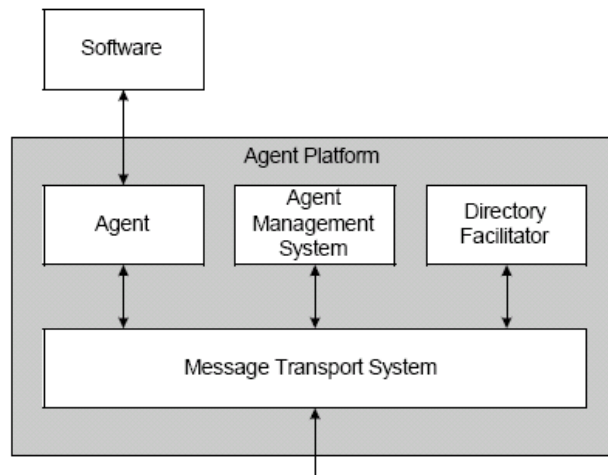 Software
Agent Platform
Agent
Agent
Management
System
Directory
Facilitator
Message Transport System